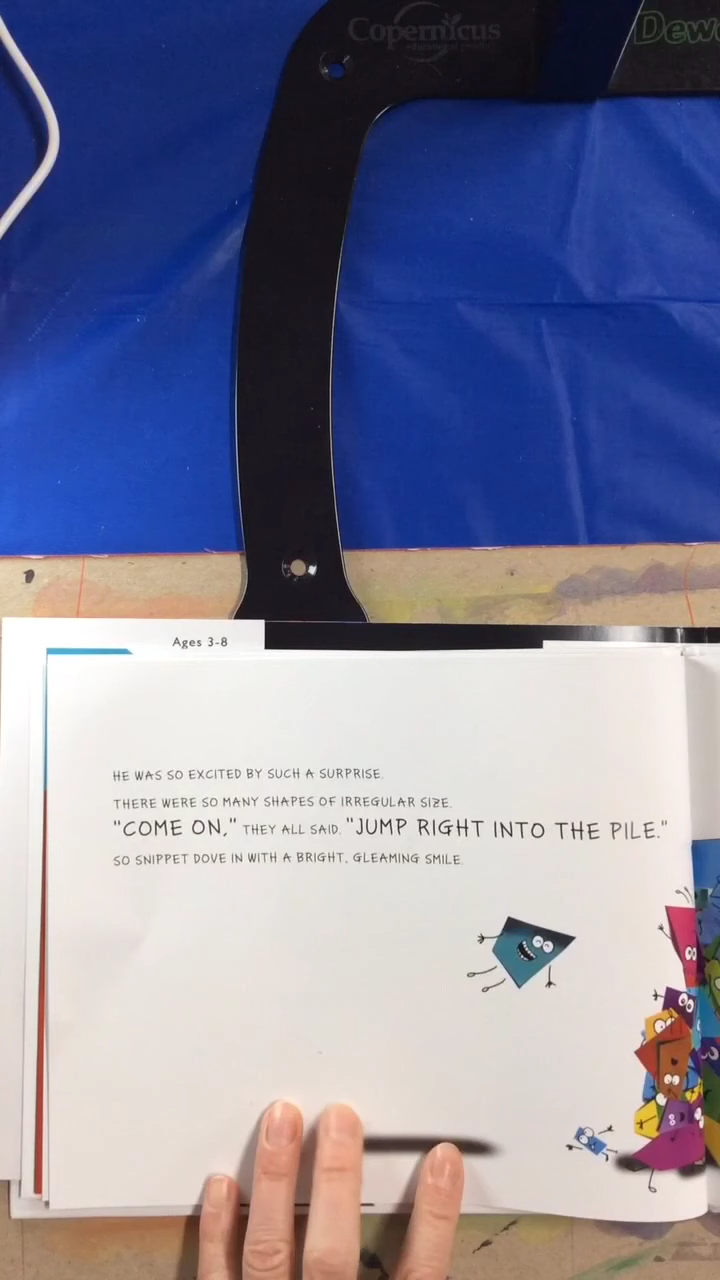 Copernicus
Dew
Ages 3-8
HE WAS SO EXCITED BY SUCH A SURPRISE.
THERE WERE SO MANY SHAPES OF IRREGULAR SIZE.
"COME ON," THEY ALL SAID. "JUMP RIGHT INTO THE PILE."
SO SNIPPET DOVE IN WITH A BRIGHT, GLEAMING SMILE.